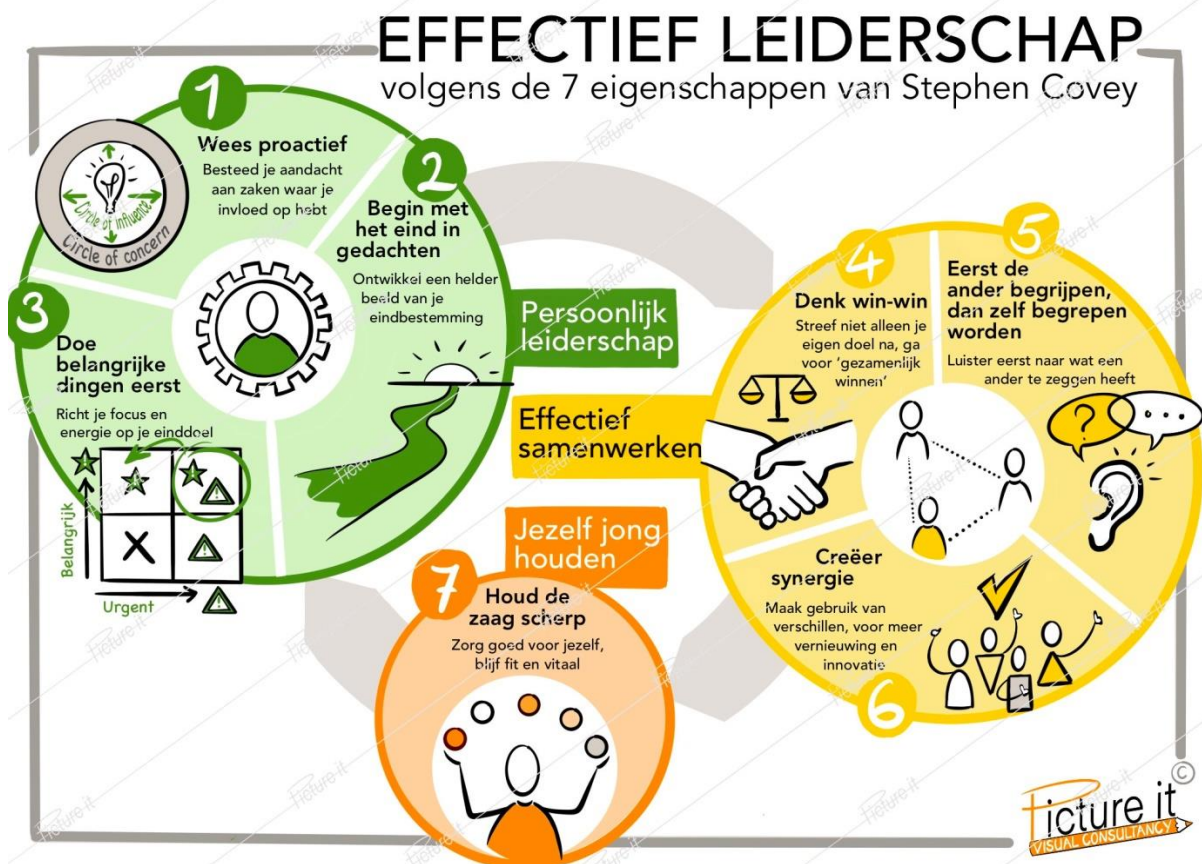 EFFECTIEF LEIDERSCHAP
volgens de 7 eigenschappen van Stephen Covey
1
Wees proactief
Besteed je aandacht
aan zaken waar je
invloed op hebt
Circle of influence
Circle of concern
2
Begin met
het eind in
gedachten
Ontwikkel een helder
beeld van je
eindbestemming
3
Doe
belangrijke
dingen eerst
Richt je focus en
energie op je einddoel
Belangrijk
Urgent
Persoonlijk
leiderschap
Effectief
samenwerken
Jezelf jong
houden
4
Denk win-win
Streef niet alleen je
eigen doel na, ga
voor ‘gezamenlijk
winnen‘
5
Eerst de
ander begrijpen,
dan zelf begrepen
worden
Luister eerst naar wat een
ander te zeggen heeft
?
...
Creëer
synergie
Maak gebruik van
verschillen, voor meer
vernieuwing en
innovatie
6
7
Houd de
zaag scherp
Zorg goed voor jezelf,
blijf fit en vitaal
©
Picture it
VISUAL CONSULTANCY